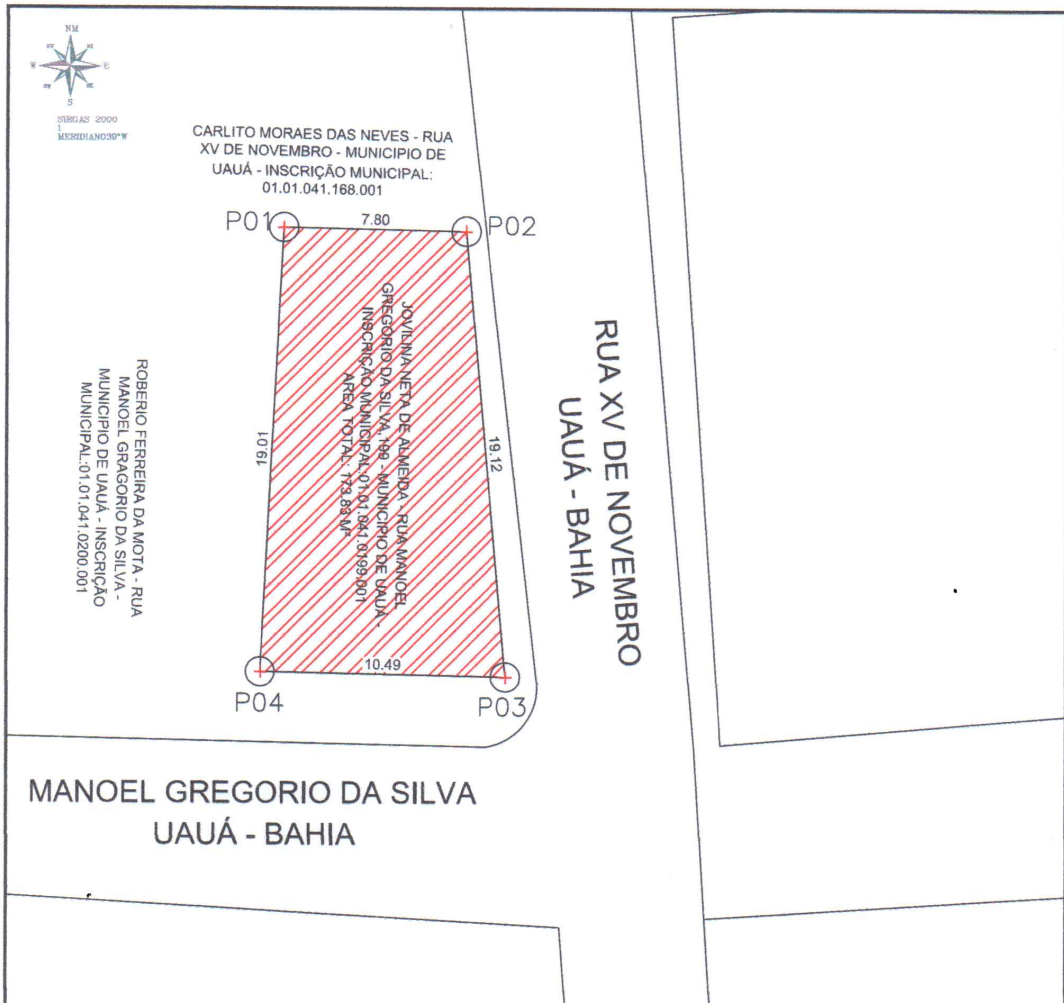 NM
W
E
S
SIRGAS 2000
1
MERIDIANO39°W
CARLITO MORAES DAS NEVES - RUA
XV DE NOVEMBRO - MUNICIPIO DE
UAUÁ - INSCRIÇÃO MUNICIPAL:
01.01.041.168.001
P01
7.80
P02
JOVILINA NETA DE ALMEIDA - RUA MANOEL
GREGORIO DA SILVA,199 - MUNICIPIO DE UAUÁ -
INSCRIÇÃO MUNICIPAL:01.01.041.0199.001
AREA TOTAL: 173.83 M²
19.01
19.12
ROBERIO FERREIRA DA MOTA - RUA
MANOEL GRAGORIO DA SILVA -
MUNICIPIO DE UAUÁ - INSCRIÇÃO
MUNICIPAL:01.01.041.0200.001
RUA XV DE NOVEMBRO
UAUÁ - BAHIA
10.49
P04
P03
MANOEL GREGORIO DA SILVA
UAUÁ - BAHIA